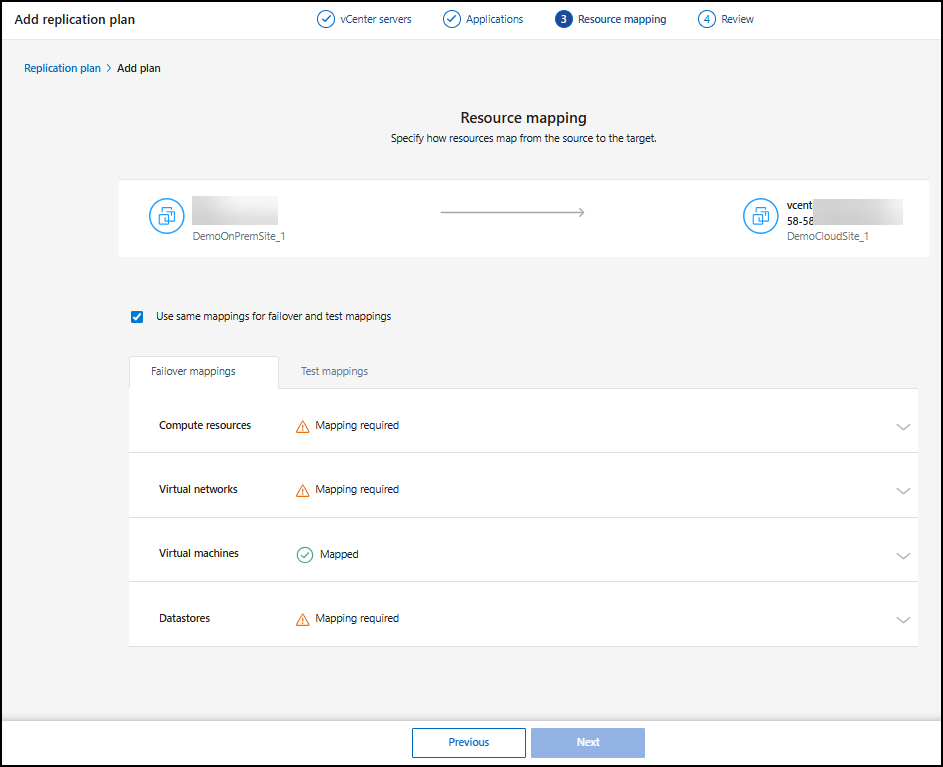 Add replication plan
vCenter servers
Applications
3 Resource mapping
4 Review
Replication plan > Add plan
Resource mapping
Specify how resources map from the source to the target.
DemoOnPremSite_1
vcent
58-58
DemoCloudSite_1
Use same mappings for failover and test mappings
Failover mappings
Test mappings
Compute resources
Mapping required
Virtual networks
Mapping required
Virtual machines
Mapped
Datastores
Mapping required
Previous
Next